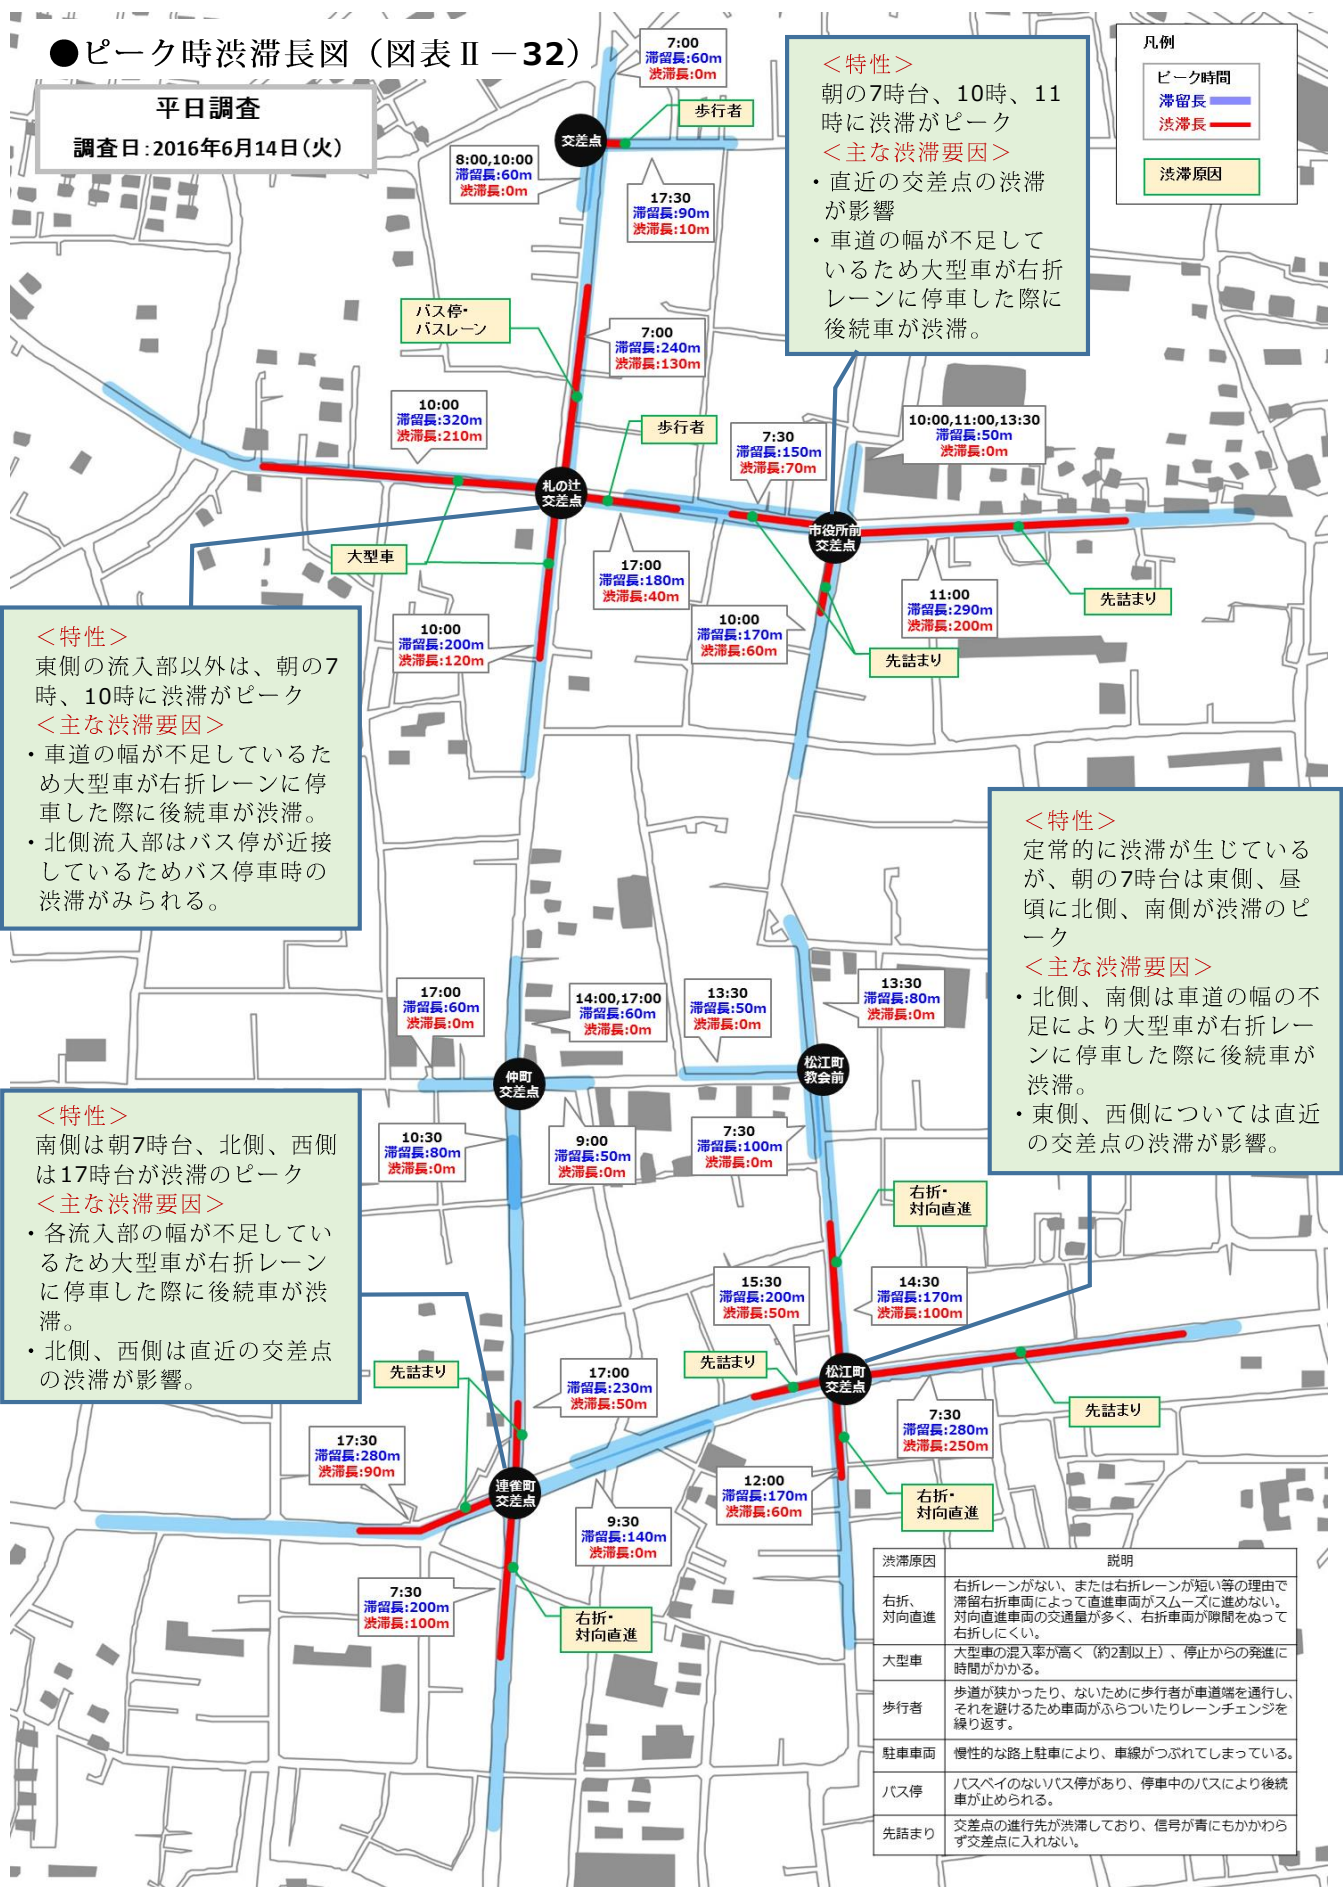 ●ピーク時渋滞長図（図表Ⅱ－32）
平日調査
調査日：2016年6月14日（火）
凡例
ピーク時間
滞留長
渋滞長
渋滞原因
＜特性＞
朝の7時台、10時、11
時に渋滞がピーク
＜主な渋滞要因＞
・直近の交差点の渋滞
が影響
・車道の幅が不足して
いるため大型車が右折
レーンに停車した際に
後続車が渋滞。
7:00
滞留長:60m
渋滞長:0m
歩行者
交差点
8:00,10:00
滞留長:60m
渋滞長:0m
17:30
滞留長:90m
渋滞長:10m
バス停・
バスレーン
7:00
滞留長:240m
渋滞長:130m
10:00
滞留長:320m
渋滞長:210m
歩行者
7:30
滞留長:150m
渋滞長:70m
10:00,11:00,13:30
滞留長:50m
渋滞長:0m
札の辻
交差点
市役所前
交差点
大型車
17:00
滞留長:180m
渋滞長:40m
11:00
滞留長:290m
渋滞長:200m
先詰まり
10:00
滞留長:200m
渋滞長:120m
10:00
滞留長:170m
渋滞長:60m
先詰まり
＜特性＞
東側の流入部以外は、朝の7
時、10時に渋滞がピーク
＜主な渋滞要因＞
・車道の幅が不足しているた
め大型車が右折レーンに停
車した際に後続車が渋滞。
・北側流入部はバス停が近接
しているためバス停車時の
渋滞がみられる。
＜特性＞
定常的に渋滞が生じている
が、朝の7時台は東側、昼
頃に北側、南側が渋滞のピ
ーク
＜主な渋滞要因＞
・北側、南側は車道の幅の不
足により大型車が右折レー
ンに停車した際に後続車が
渋滞。
・東側、西側については直近
の交差点の渋滞が影響。
17:00
滞留長:60m
渋滞長:0m
14:00,17:00
滞留長:60m
渋滞長:0m
13:30
滞留長:50m
渋滞長:0m
13:30
滞留長:80m
渋滞長:0m
仲町
交差点
松江町
教会前
10:30
滞留長:80m
渋滞長:0m
9:00
滞留長:50m
渋滞長:0m
7:30
滞留長:100m
渋滞長:0m
＜特性＞
南側は朝7時台、北側、西側
は17時台が渋滞のピーク
＜主な渋滞要因＞
・各流入部の幅が不足してい
るため大型車が右折レーン
に停車した際に後続車が渋
滞。
・北側、西側は直近の交差点
の渋滞が影響。
右折・
対向直進
15:30
滞留長:200m
渋滞長:50m
14:30
滞留長:170m
渋滞長:100m
先詰まり
先詰まり
17:00
滞留長:230m
渋滞長:50m
松江町
交差点
先詰まり
7:30
滞留長:280m
渋滞長:250m
17:30
滞留長:280m
渋滞長:90m
連雀町
交差点
12:00
滞留長:170m
渋滞長:60m
右折・
対向直進
9:30
滞留長:140m
渋滞長:0m
7:30
滞留長:200m
渋滞長:100m
右折・
対向直進
渋滞原因 説明
右折、
対向直進
右折レーンがない、または右折レーンが短い等の理由で
滞留右折車両によって直進車両がスムーズに進めない。
対向直進車両の交通量が多く、右折車両が隙間をぬって
右折しにくい。
大型車
大型車の混入率が高く（約2割以上）、停止からの発進に
時間がかかる。
歩行者
歩道が狭かったり、ないために歩行者が車道端を通行し、
それを避けるため車両がふらついたりレーンチェンジを
繰り返す。
駐車車両 慢性的な路上駐車により、車線がつぶれてしまっている。
バス停
バスベイのないバス停があり、停車中のバスにより後続
車が止められる。
先詰まり
交差点の進行先が渋滞しており、信号が青にもかかわら
ず交差点に入れない。